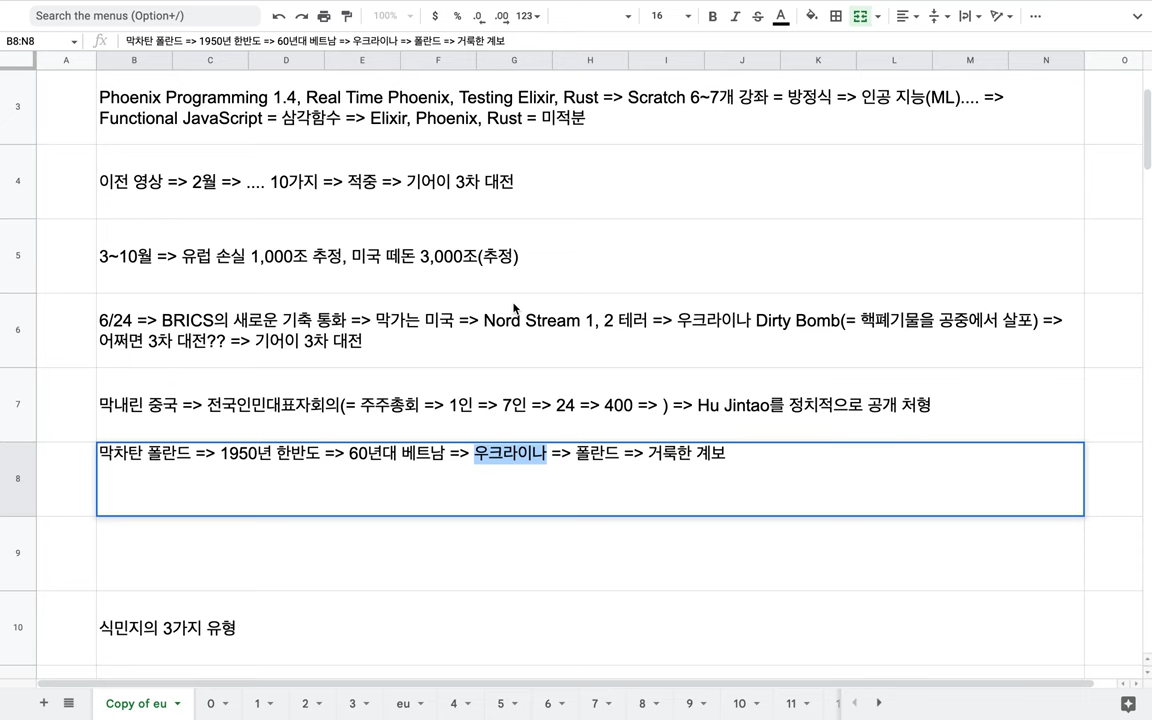 Search the menus (Option+/)
100%
$ % .0 .00 123
16
B I S A
B8:N8
fx 막차탄 폴란드 => 1950년 한반도 => 60년대 베트남 => 우크라이나 => 폴란드 => 거룩한 계보
A B C D E F G H I J K L M N O
3
Phoenix Programming 1.4, Real Time Phoenix, Testing Elixir, Rust => Scratch 6~7개 강좌 = 방정식 => 인공 지능(ML).... =>
Functional JavaScript = 삼각함수 => Elixir, Phoenix, Rust = 미적분
4
이전 영상 => 2월 => .... 10가지 => 적중 => 기어이 3차 대전
5
3~10월 => 유럽 손실 1,000조 추정, 미국 떼돈 3,000조(추정)
6
6/24 => BRICS의 새로운 기축 통화 => 막가는 미국 => Nord Stream 1, 2 테러 => 우크라이나 Dirty Bomb(= 핵폐기물을 공중에서 살포) =>
어쩌면 3차 대전?? => 기어이 3차 대전
7
막내린 중국 => 전국인민대표자회의(= 주주총회 => 1인 => 7인 => 24 => 400 => ) => Hu Jintao를 정치적으로 공개 처형
8
막차탄 폴란드 => 1950년 한반도 => 60년대 베트남 => 우크라이나 => 폴란드 => 거룩한 계보
9
10
식민지의 3가지 유형
Copy of eu 0 1 2 3 eu 4 5 6 7 8 9 10 11